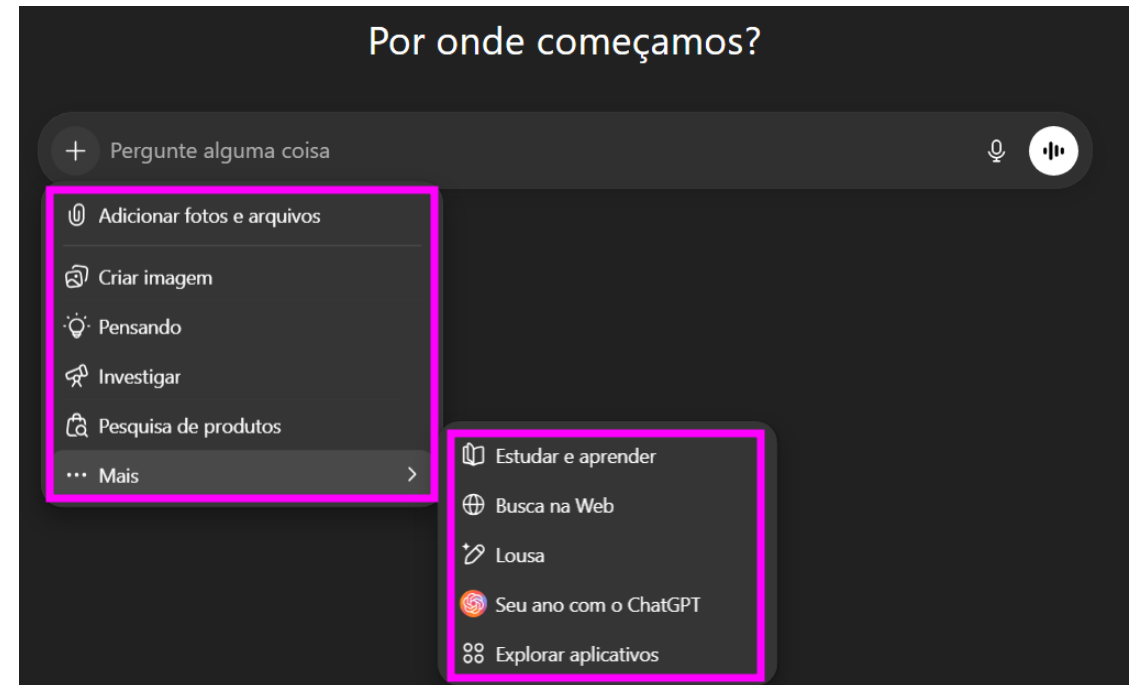 Por onde começamos?
Pergunte alguma coisa
Adicionar fotos e arquivos
Criar imagem
Pensando
Investigar
Pesquisa de produtos
Mais
Estudar e aprender
Busca na Web
Lousa
Seu ano com o ChatGPT
Explorar aplicativos